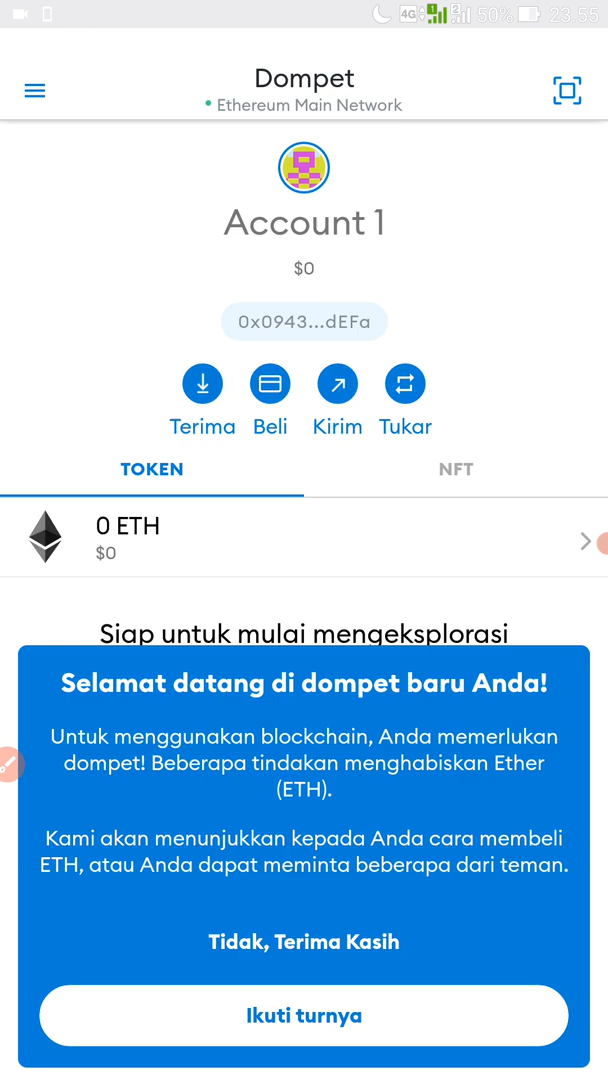 4G 1 2 50% 23.55
Dompet
Ethereum Main Network
Account 1
$0
0x0943...dEFa
Terima Beli Kirim Tukar
TOKEN NFT
0 ETH
$0
Siap untuk mulai mengeksplorasi
Selamat datang di dompet baru Anda!
Untuk menggunakan blockchain, Anda memerlukan
dompet! Beberapa tindakan menghabiskan Ether
(ETH).
Kami akan menunjukkan kepada Anda cara membeli
ETH, atau Anda dapat meminta beberapa dari teman.
Tidak, Terima Kasih
Ikuti turnya